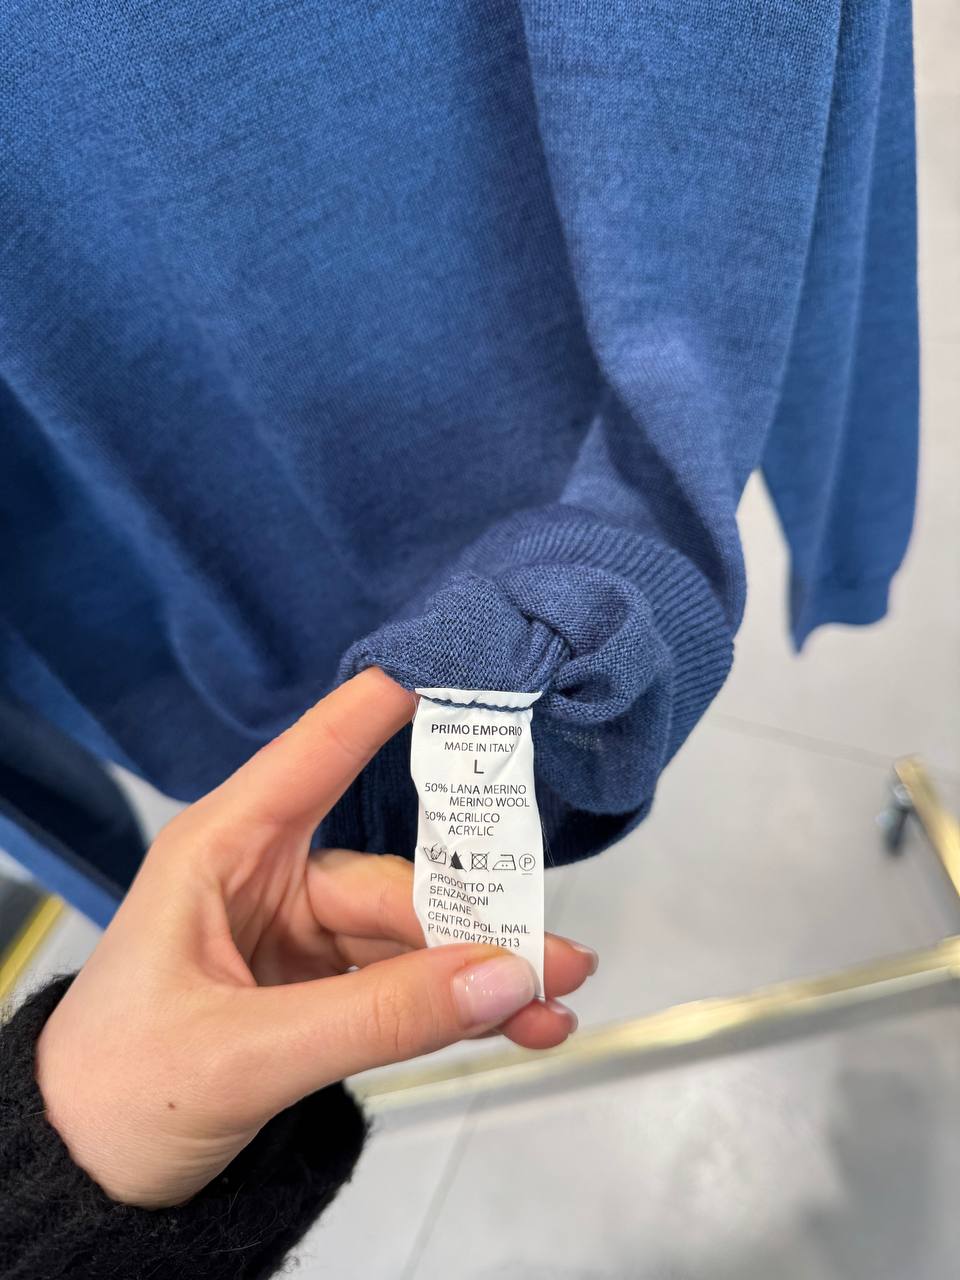 PRIMO EMPORIO
MADE IN ITALY
L
50% LANA MERINO
MERINO WOOL
50% ACRILICO
ACRYLIC
P
PRODOTTO DA
SENZAZIONI
ITALIANE
CENTRO POL. INAIL
P.IVA 07047271213